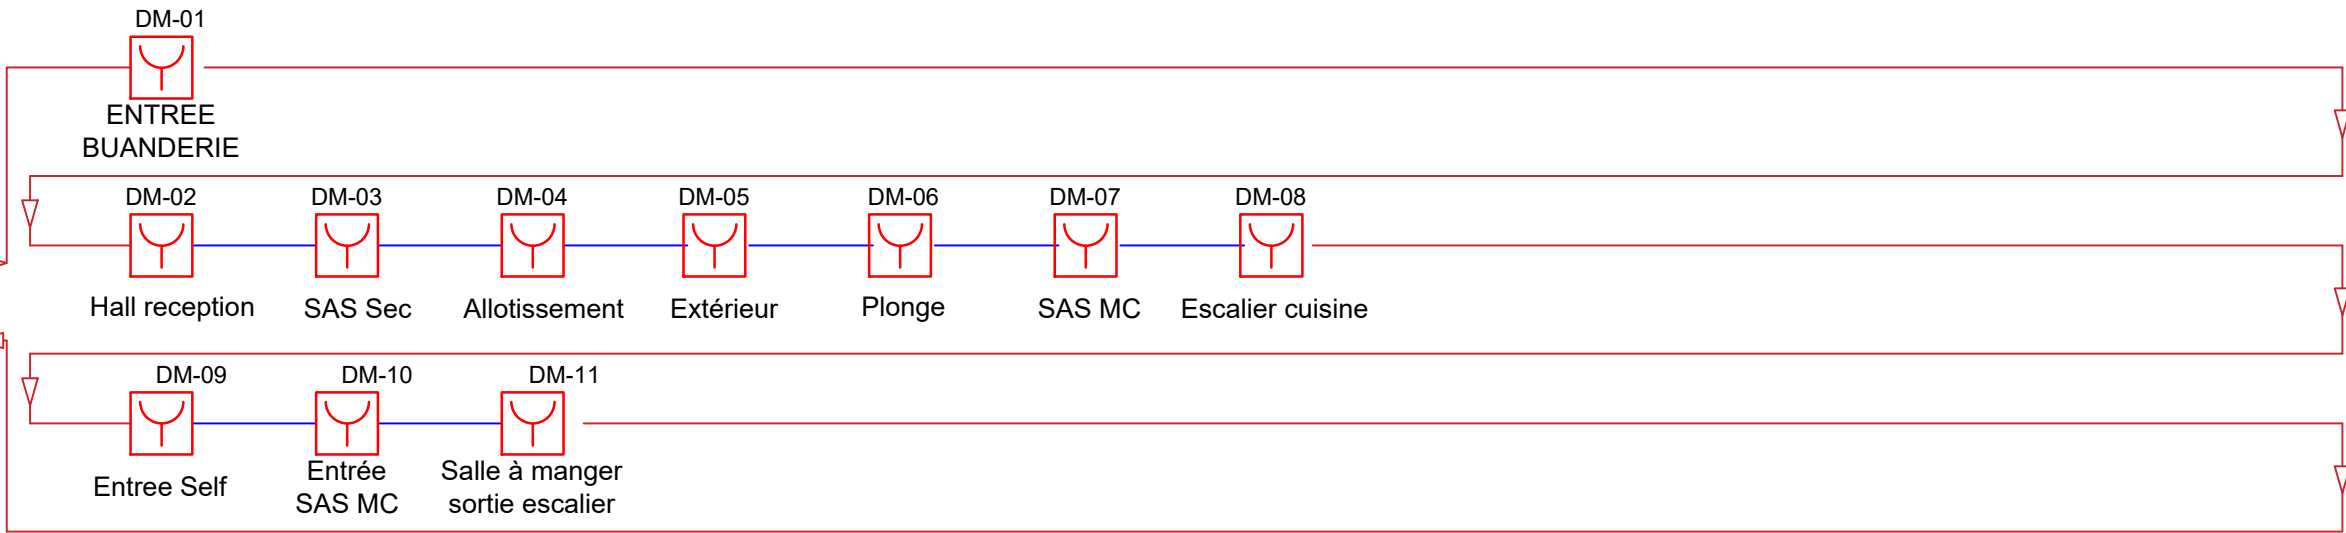 DM-01
ENTREE
BUANDERIE
DM-02 DM-03 DM-04 DM-05 DM-06 DM-07 DM-08
Hall reception SAS Sec Allotissement Extérieur Plonge SAS MC Escalier cuisine
DM-09 DM-10 DM-11
Entree Self
Entrée
SAS MC
Salle à manger
sortie escalier